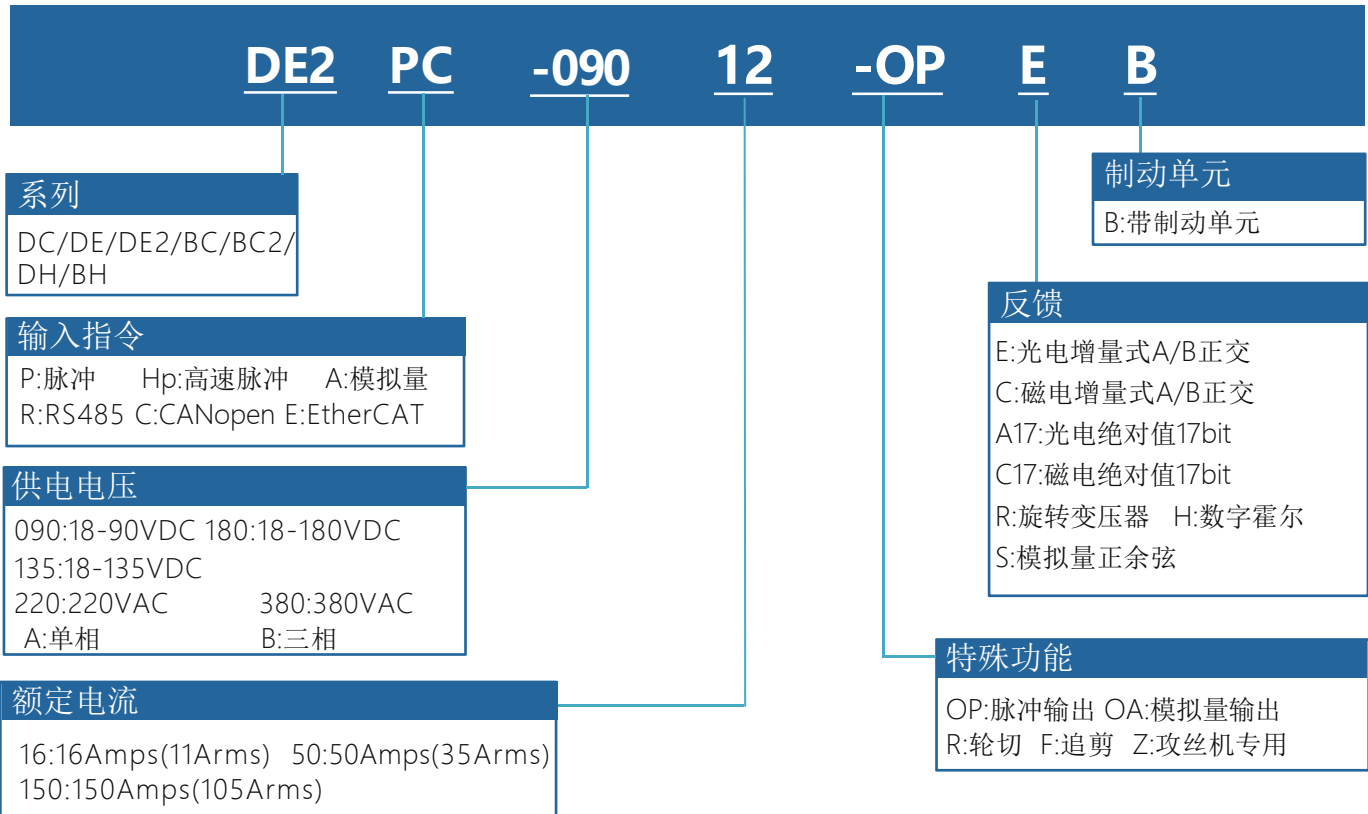 DE2 PC -090 12 -OP E B
系列
DC/DE/DE2/BC/BC2/
DH/BH
输入指令
P:脉冲 Hp:高速脉冲 A:模拟量
R:RS485 C:CANopen E:EtherCAT
供电电压
090:18-90VDC 180:18-180VDC
135:18-135VDC
220:220VAC 380:380VAC
A:单相 B:三相
额定电流
16:16Amps(11Arms) 50:50Amps(35Arms)
150:150Amps(105Arms)
制动单元
B:带制动单元
反馈
E:光电增量式A/B正交
C:磁电增量式A/B正交
A17:光电绝对值17bit
C17:磁电绝对值17bit
R:旋转变压器 H:数字霍尔
S:模拟量正余弦
特殊功能
OP:脉冲输出 OA:模拟量输出
R:轮切 F:追剪 Z:攻丝机专用